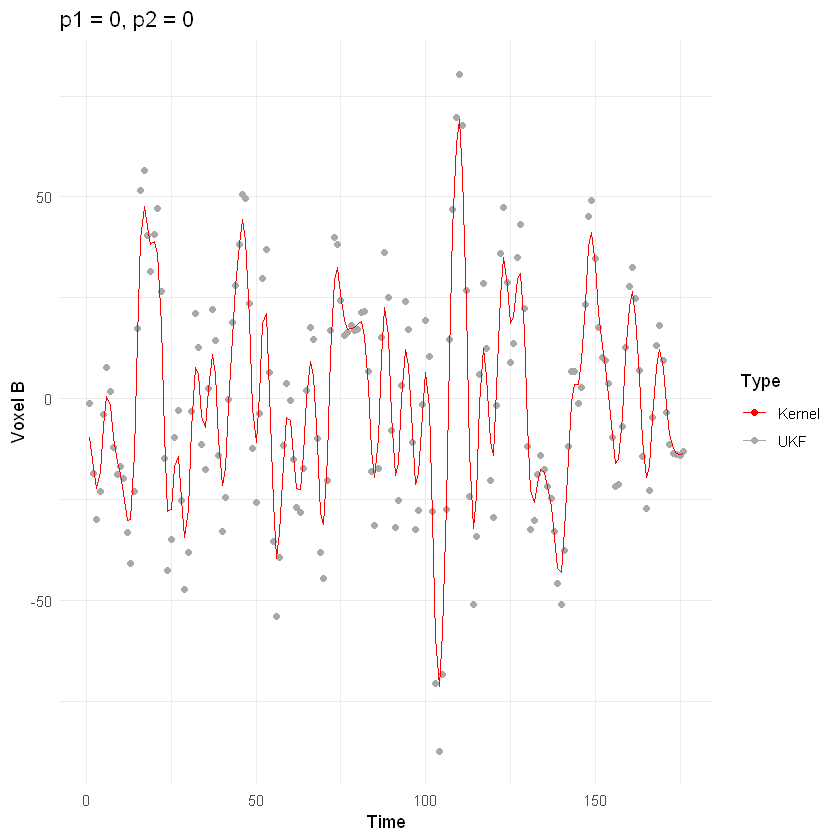 p1 = 0, p2 = 0
Voxel B
50
0
-50
0
50
100
150
Time
Type
Kernel
UKF